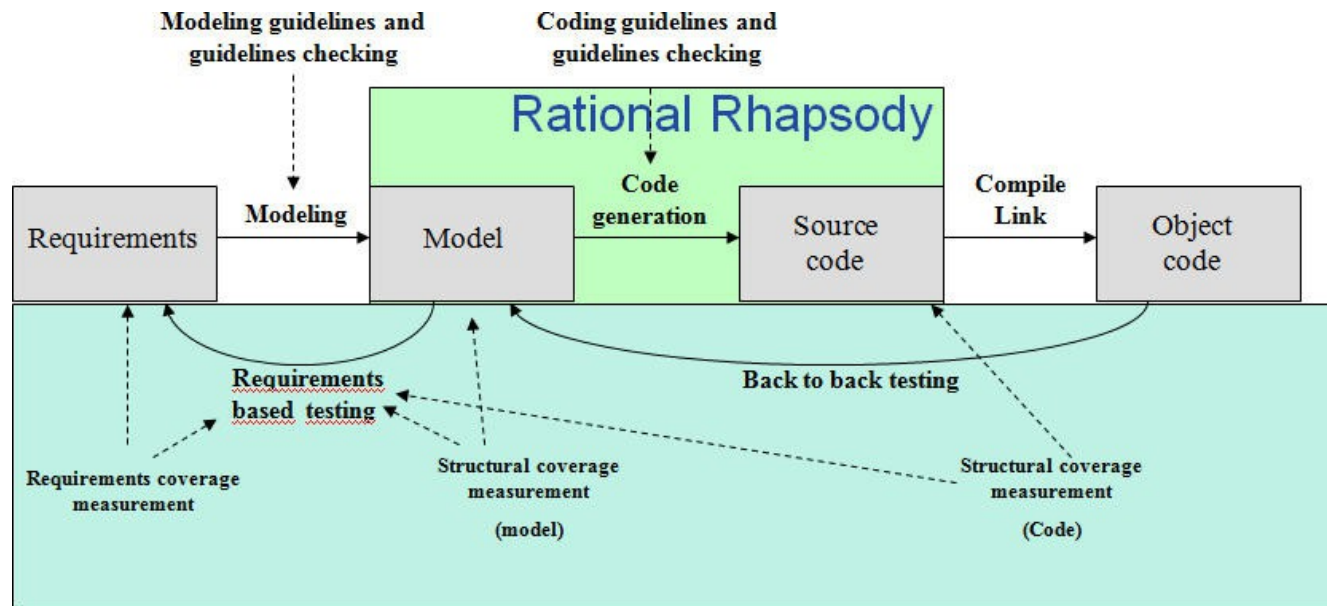 Modeling guidelines and
guidelines checking
Coding guidelines and
guidelines checking
Rational Rhapsody
Requirements
Modeling
Model
Code
generation
Source
code
Compile
Link
Object
code
Requirements
based testing
Back to back testing
Requirements coverage
measurement
Structural coverage
measurement
(model)
Structural coverage
measurement
(Code)